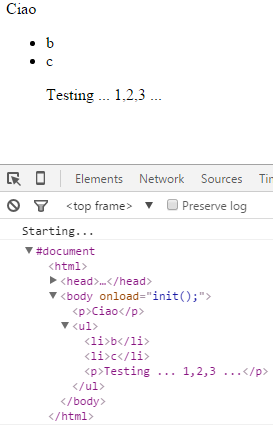 Ciao
b
c
Testing ... 1,2,3 ...
Elements Network Sources Tin
<top frame> ▼ Preserve log
Starting...
▼#document
<html>
▶<head>…</head>
▼<body onload="init();">
<p>Ciao</p>
▼<ul>
<li>b</li>
<li>c</li>
<p>Testing ... 1,2,3 ...</p>
</ul>
</body>
</html>